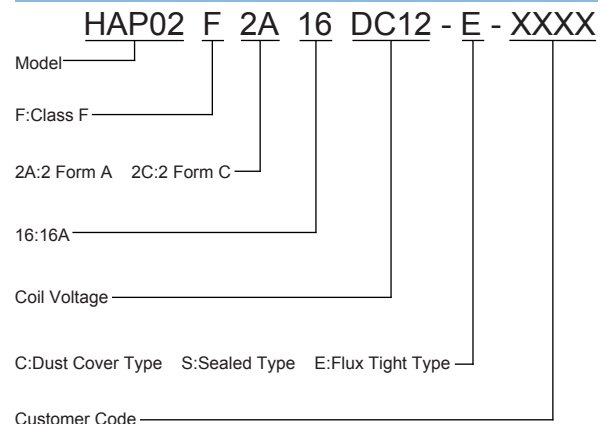 HAP02 F 2A 16 DC12 - E - XXXX
Model
F:Class F
2A:2 Form A 2C:2 Form C
16:16A
Coil Voltage
C:Dust Cover Type S:Sealed Type E:Flux Tight Type
Customer Code